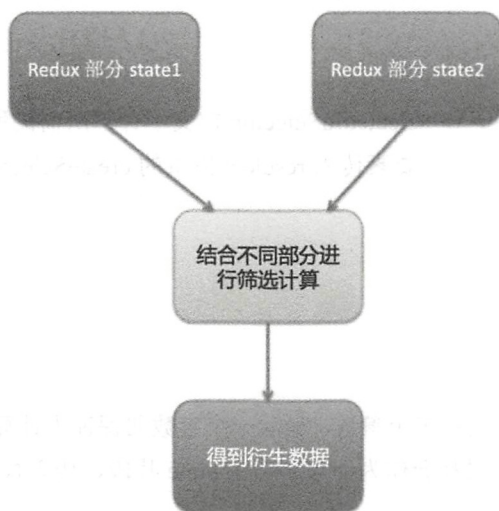 Redux 部分 state1
Redux 部分 state2
结合不同部分进
行筛选计算
得到衍生数据